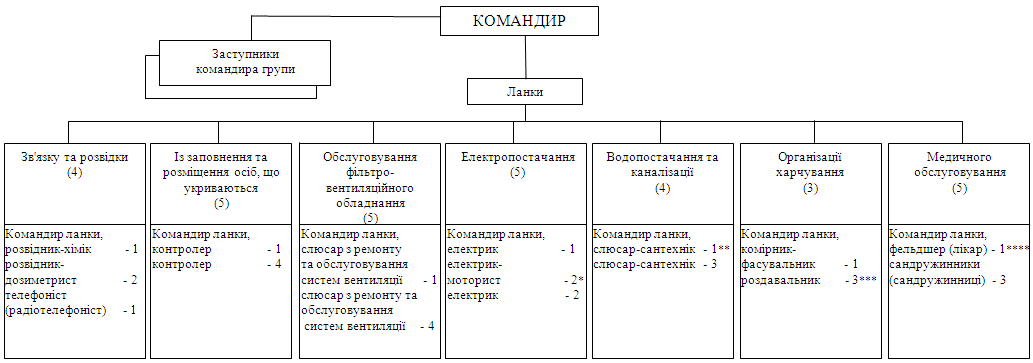 КОМАНДИР
Заступники
командира групи
Ланки
Зв'язку та розвідки
(4)
Командир ланки,
розвідник-хімік - 1
розвідник-
дозиметрист - 2
телефоніст
(радіотелефоніст) - 1
Із заповнення та
розміщення осіб, що
укриваються
(5)
Командир ланки,
контролер - 1
контролер - 4
Обслуговування
фільтро-
вентиляційного
обладнання
(5)
Командир ланки,
слюсар з ремонту
та обслуговування
систем вентиляції - 1
слюсар з ремонту та
обслуговування
систем вентиляції - 4
Електропостачання
(5)
Командир ланки,
електрик - 1
електрик-
моторист - 2*
електрик - 2
Водопостачання та
каналізації
(4)
Командир ланки,
слюсар-сантехнік - 1**
слюсар-сантехнік - 3
Організації
харчування
(3)
Командир ланки,
комірник-
фасувальник - 1
роздавальник - 3***
Медичного
обслуговування
(5)
Командир ланки,
фельдшер (лікар) - 1****
сандружинники
(сандружинниці) - 3